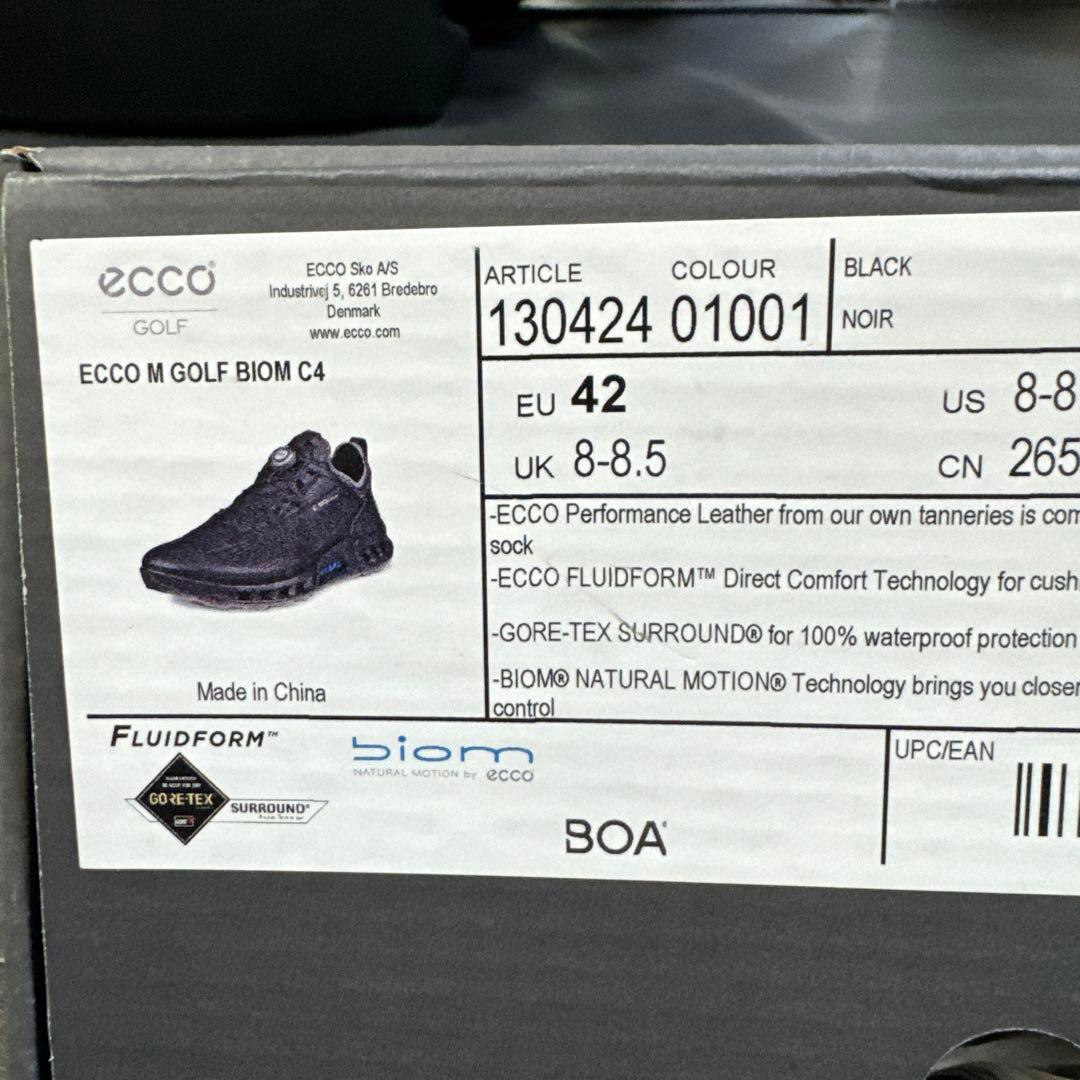 ecco
GOLF
ECCO Sko A/S
Industrivej 5, 6261 Bredebro
Denmark
www.ecco.com
ECCO M GOLF BIOM C4
Made in China
ARTICLE COLOUR
130424 01001
BLACK
NOIR
EU 42
US 8-8
UK 8-8.5
CN 265
-ECCO Performance Leather from our own tanneries is com
sock
-ECCO FLUIDFORM™ Direct Comfort Technology for cush
-GORE-TEX SURROUND® for 100% waterproof protection
-BIOM® NATURAL MOTION® Technology brings you closer
control
FLUIDFORM™
GORE-TEX
SURROUND®
biom
NATURAL MOTION by ecco
BOA
UPC/EAN